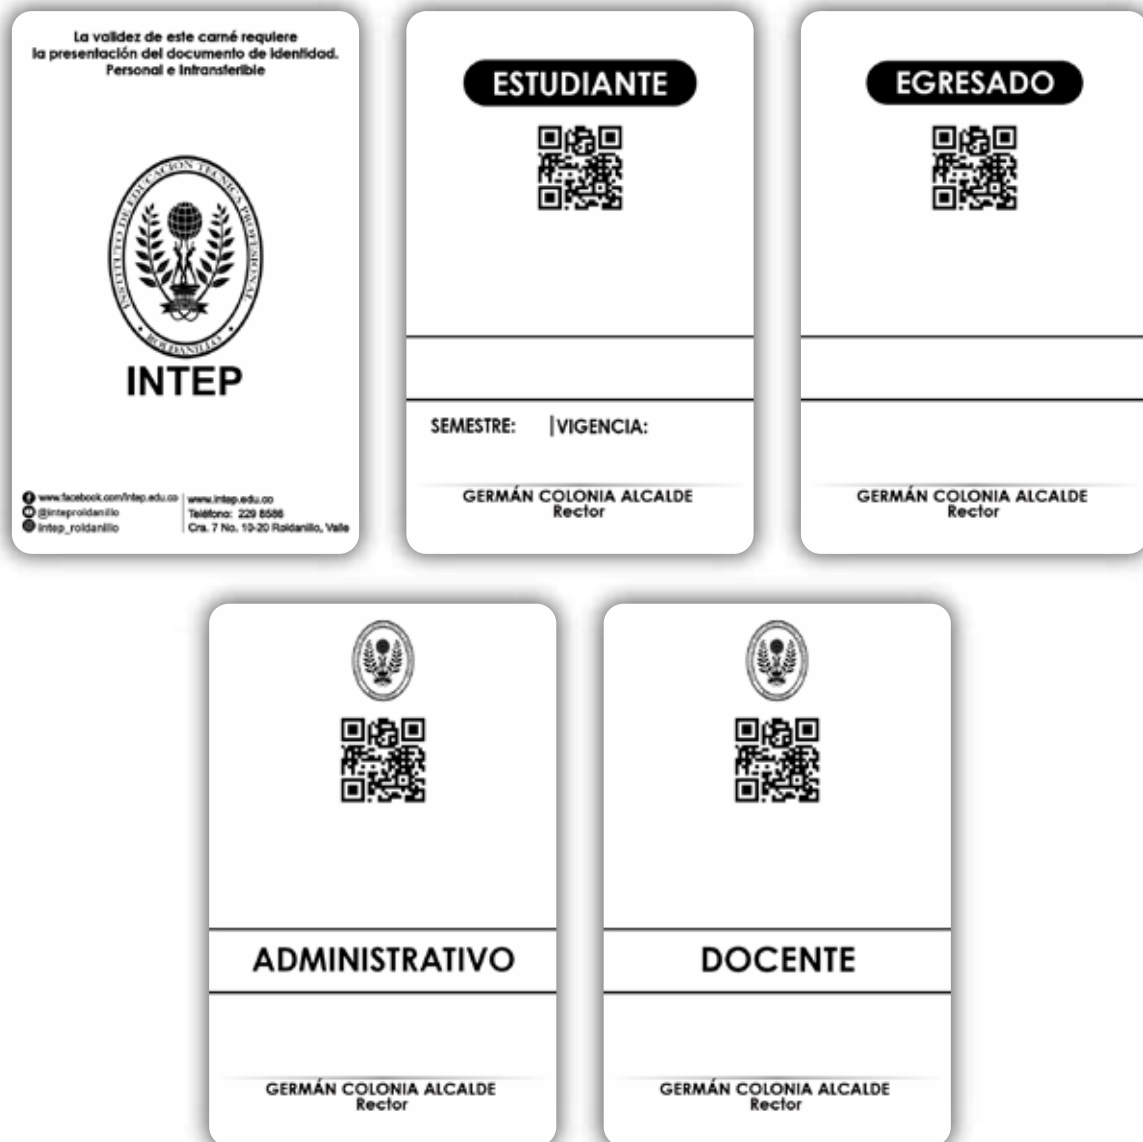 La validez de este carné requiere
la presentación del documento de identidad.
Personal e Intransferible
INSTITUTO DE EDUCACION TECNICA PROFESIONAL
ROLDANILLO
INTEP
www.facebook.com/intep.edu.co
@inteproldanillo
intep_roldanillo
www.intep.edu.co
Teléfono: 229 8586
Cra. 7 No. 10-20 Roldanillo, Valle
ESTUDIANTE
SEMESTRE: |VIGENCIA:
GERMÁN COLONIA ALCALDE
Rector
EGRESADO
GERMÁN COLONIA ALCALDE
Rector
ADMINISTRATIVO
GERMÁN COLONIA ALCALDE
Rector
DOCENTE
GERMÁN COLONIA ALCALDE
Rector